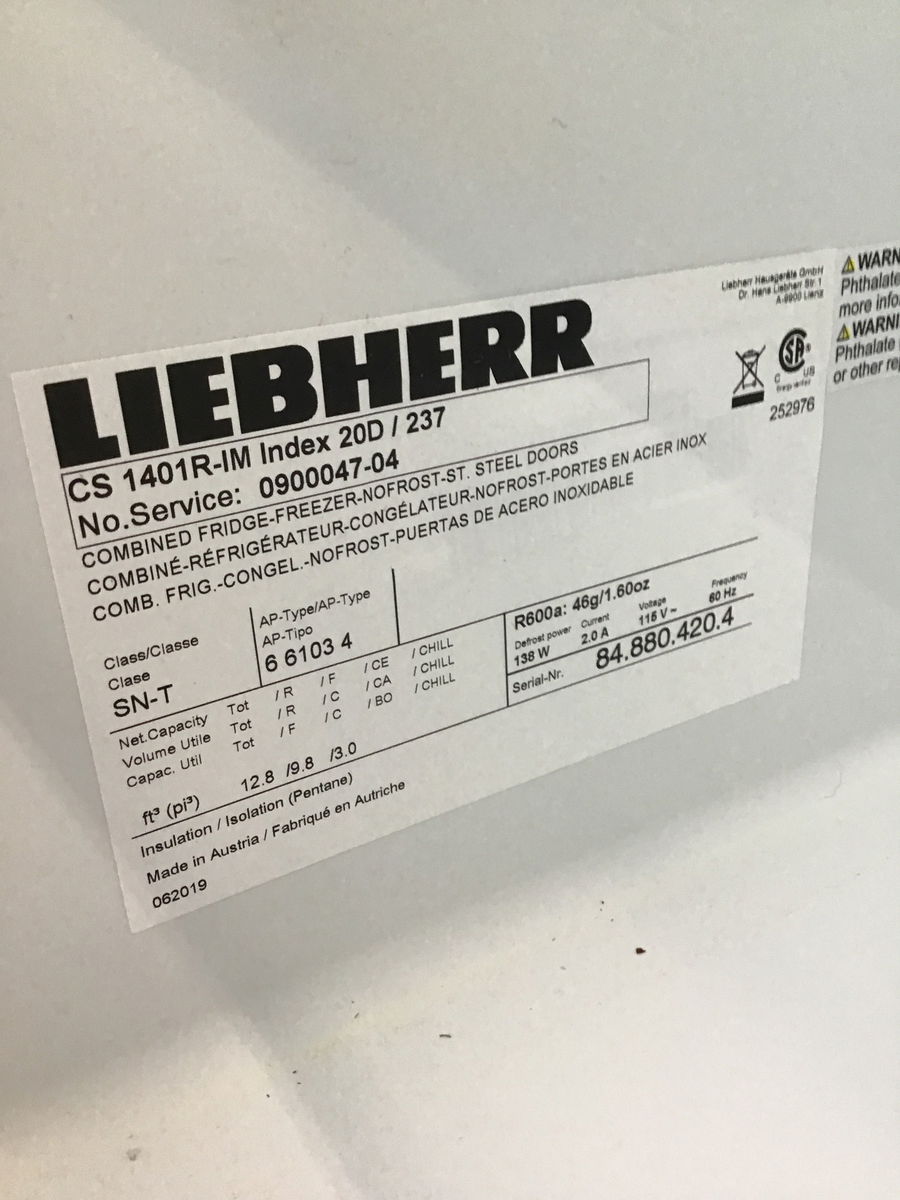 LIEBHERR
CS 1401R-IM Index 20D / 237
No.Service: 0900047-04
COMBINED FRIDGE-FREEZER-NOFROST-ST. STEEL DOORS
COMBINÉ-RÉFRIGÉRATEUR-CONGÉLATEUR-NOFROST-PORTES EN ACIER INOX
COMB. FRIG.-CONGEL.-NOFROST-PUERTAS DE ACERO INOXIDABLE
Liebherr Hausgeräte GmbH
Dr. Hans Liebherr Str 1
A-9900 Lienz
SA
C US
252976
Class/Classe
Clase
SN-T
AP-Type/AP-Type
AP-Tipo
6 6103 4
R600a: 46g/1.60oz
Defrost power Current Voltage Frequency
138 W 2.0 A 115 V~ 60 Hz
Serial-Nr. 84.880.420.4
Net.Capacity Tot / R / F / CE / CHILL
Volume Utile Tot / R / C / CA / CHILL
Capac. Util Tot / F / C / BO / CHILL
ft³ (pi³) 12.8 /9.8 /3.0
Insulation / Isolation (Pentane)
Made in Austria / Fabriqué en Autriche
062019
WARN
Phthalate
more info
WARNI
Phthalate
or other re